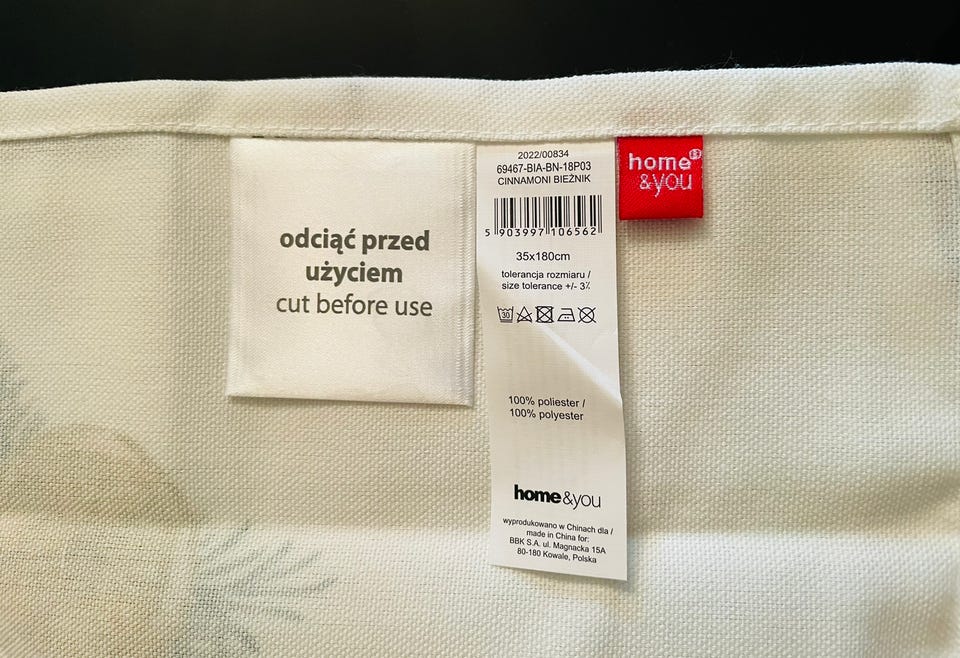 odciąć przed
użyciem
cut before use
2022/00834
69467-BIA-BN-18P03
CINNAMONI BIEŻNIK
5 903997 106562
35x180cm
tolerancja rozmiaru /
size tolerance +/- 3%
30
100% poliester /
100% polyester
home&you
wyprodukowano w Chinach dla /
made in China for:
BBK S.A. ul. Magnacka 15A
80-180 Kowale, Polska
home
&you